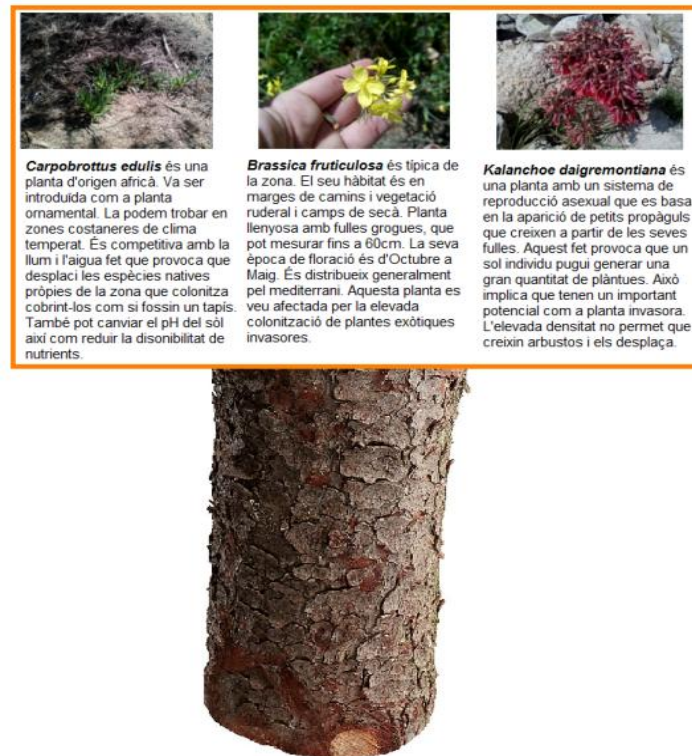 Carpobrottus edulis és una
planta d'origen africà. Va ser
introduïda com a planta
ornamental. La podem trobar en
zones costaneres de clima
temperat. És competitiva amb la
llum i l'aigua fet que provoca que
desplaci les espècies natives
pròpies de la zona que colonitza
cobrint-los com si fossin un tapís.
També pot canviar el pH del sòl
així com reduir la disonibilitat de
nutrients.
Brassica fruticulosa és típica de
la zona. El seu hàbitat és en
marges de camins i vegetació
ruderal i camps de secà. Planta
llenyosa amb fulles grogues, que
pot mesurar fins a 60cm. La seva
època de floració és d'Octubre a
Maig. És distribueix generalment
pel mediterrani. Aquesta planta es
veu afectada per la elevada
colonització de plantes exòtiques
invasores.
Kalanchoe daigremontiana és
una planta amb un sistema de
reproducció asexual que es basa
en la aparició de petits propàguls
que creixen a partir de les seves
fulles. Aquest fet provoca que un
sol individu pugui generar una
gran quantitat de plàntues. Això
implica que tenen un important
potencial com a planta invasora.
L'elevada densitat no permet que
creixin arbustos i els desplaça.